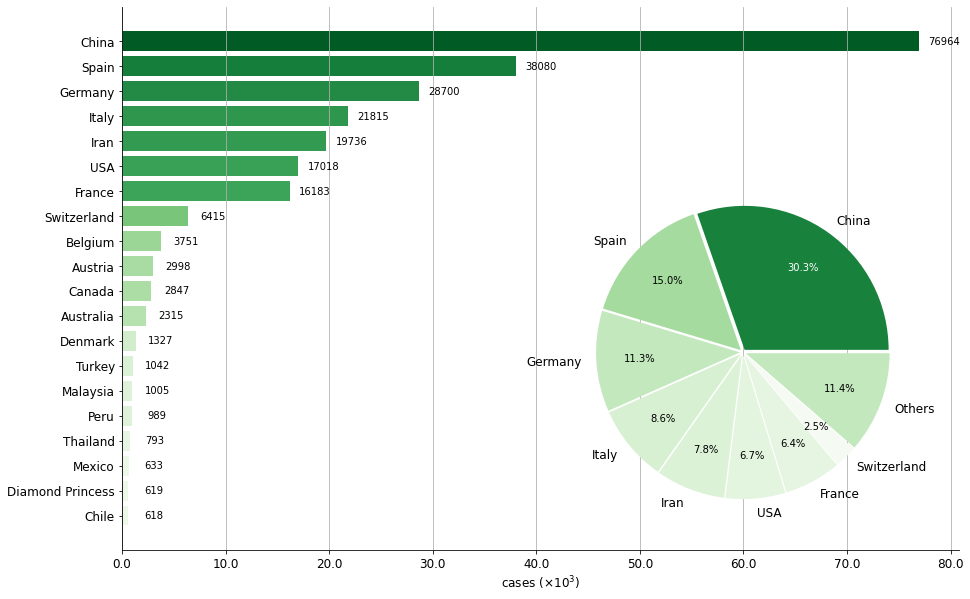 China 76964
Spain 38080
Germany 28700
Italy 21815
Iran 19736
USA 17018
France 16183
Switzerland 6415
Belgium 3751
Austria 2998
Canada 2847
Australia 2315
Denmark 1327
Turkey 1042
Malaysia 1005
Peru 989
Thailand 793
Mexico 633
Diamond Princess 619
Chile 618
0.0 10.0 20.0 30.0 40.0 50.0 60.0 70.0 80.0
cases (×10³)
China
30.3%
Spain
15.0%
Germany
11.3%
Italy
8.6%
Iran
7.8%
USA
6.7%
France
6.4%
Switzerland
2.5%
Others
11.4%